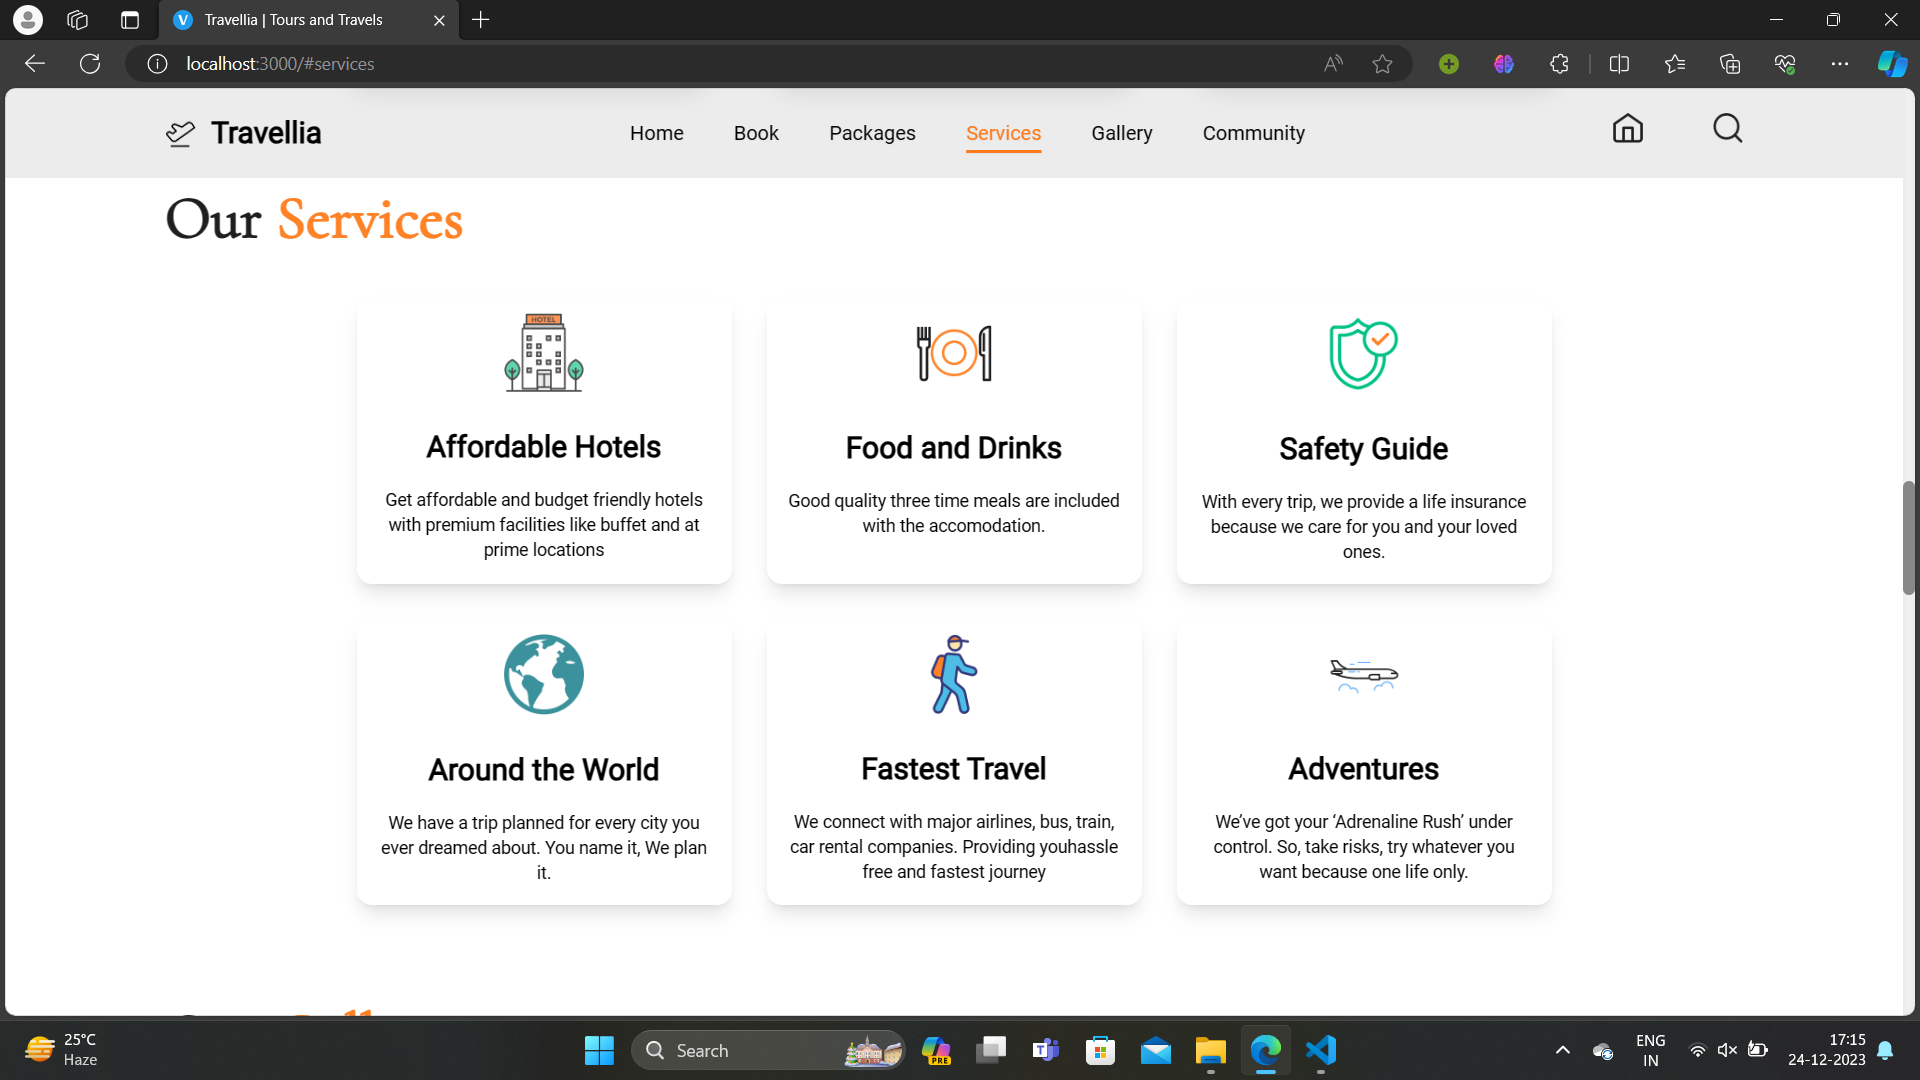 Travellia | Tours and Travels
localhost:3000/#services
Travellia
Home Book Packages Services Gallery Community
Our Services
HOTEL
Affordable Hotels
Get affordable and budget friendly hotels
with premium facilities like buffet and at
prime locations
Food and Drinks
Good quality three time meals are included
with the accomodation.
Safety Guide
With every trip, we provide a life insurance
because we care for you and your loved
ones.
Around the World
We have a trip planned for every city you
ever dreamed about. You name it, We plan
it.
Fastest Travel
We connect with major airlines, bus, train,
car rental companies. Providing youhassle
free and fastest journey
Adventures
We’ve got your ‘Adrenaline Rush’ under
control. So, take risks, try whatever you
want because one life only.
25°C
Haze
Search
PRE
ENG
IN
17:15
24-12-2023